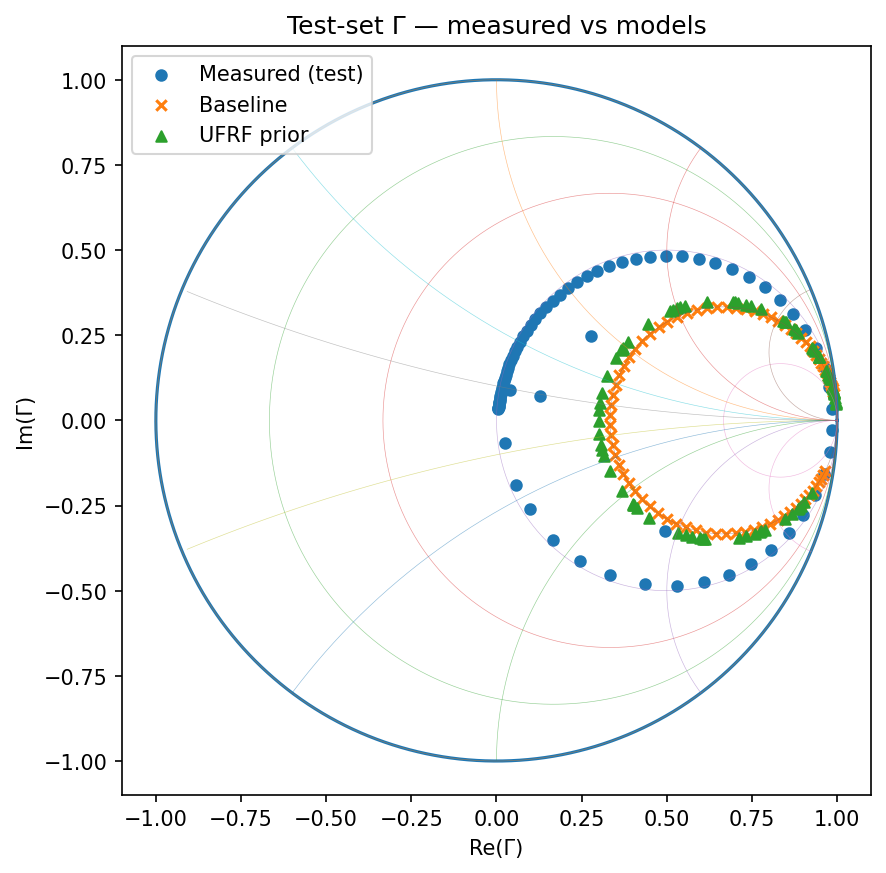 Test-set Γ — measured vs models
Measured (test)
Baseline
UFRF prior
1.00
0.75
0.50
0.25
0.00
−0.25
−0.50
−0.75
−1.00
Im(Γ)
−1.00 −0.75 −0.50 −0.25 0.00 0.25 0.50 0.75 1.00
Re(Γ)